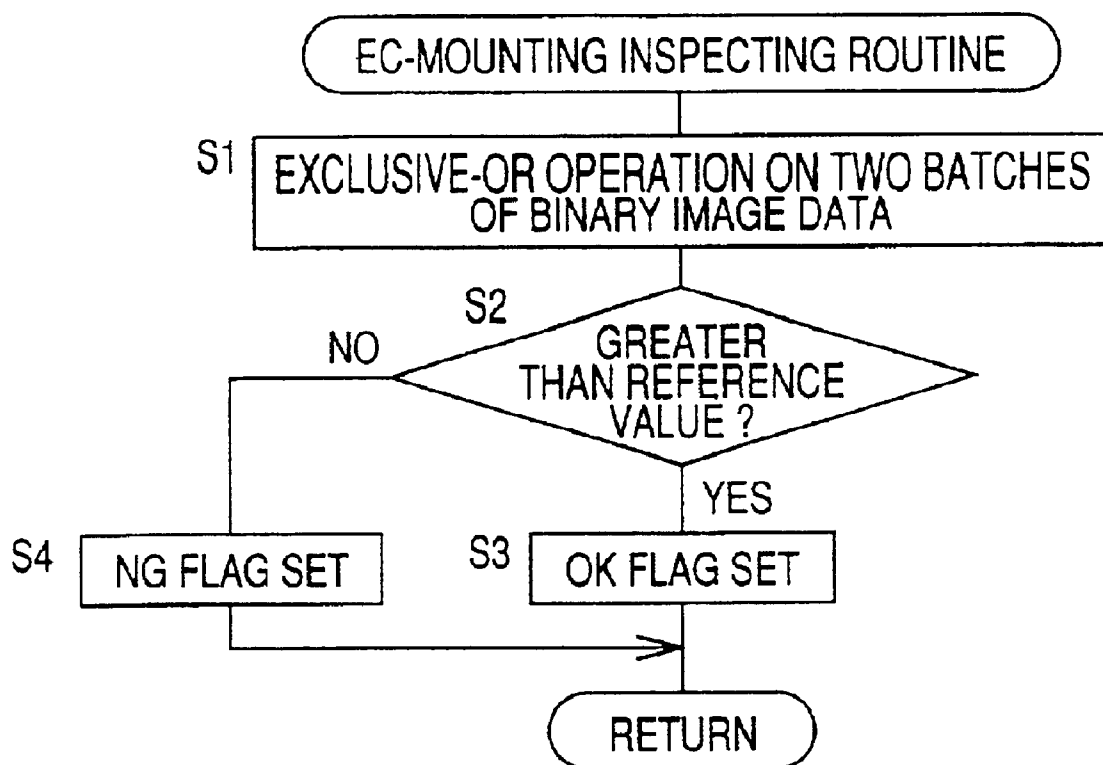 EC-MOUNTING INSPECTING ROUTINE
S1
EXCLUSIVE-OR OPERATION ON TWO BATCHES
OF BINARY IMAGE DATA
S2
GREATER
THAN REFERENCE
VALUE ?
NO
YES
S4
NG FLAG SET
S3
OK FLAG SET
RETURN